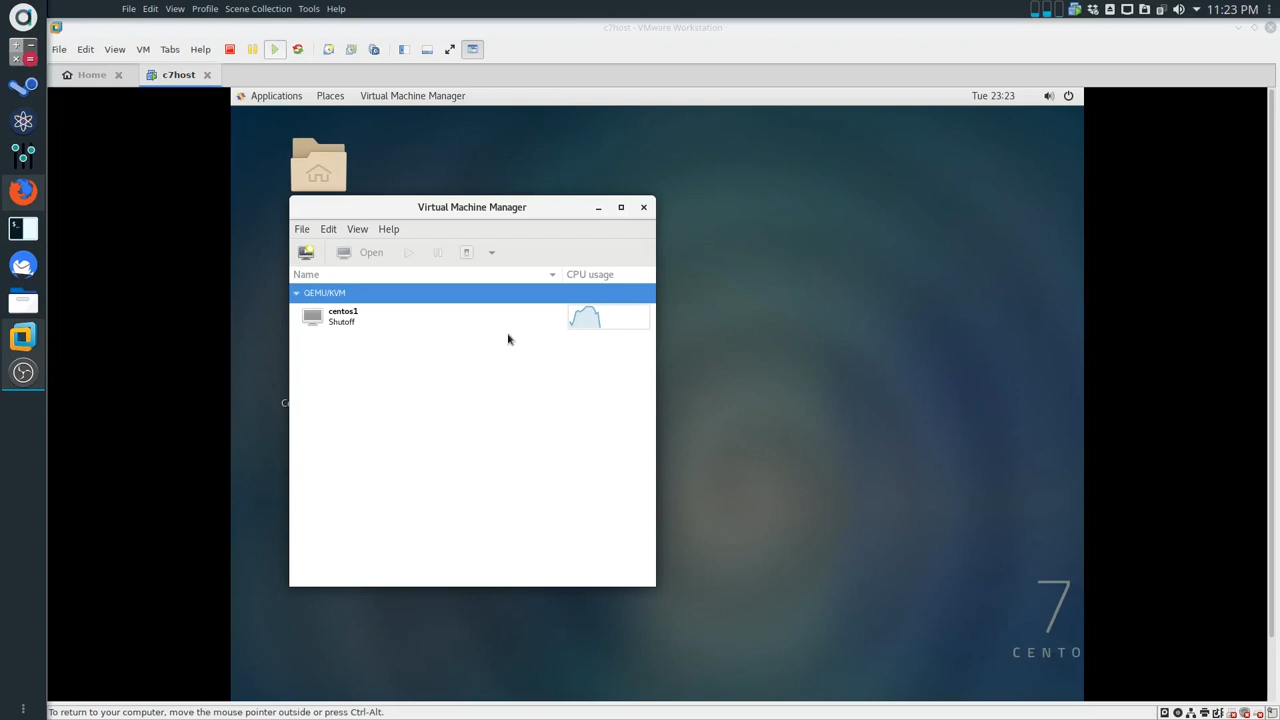 File Edit View Profile Scene Collection Tools Help
11:23 PM
c7host - VMware Workstation
File Edit View VM Tabs Help
Home
c7host
Applications Places Virtual Machine Manager
Tue 23:23
Virtual Machine Manager
File Edit View Help
Open
Name
CPU usage
QEMU/KVM
centos1
Shutoff
7
CENTO
To return to your computer, move the mouse pointer outside or press Ctrl-Alt.